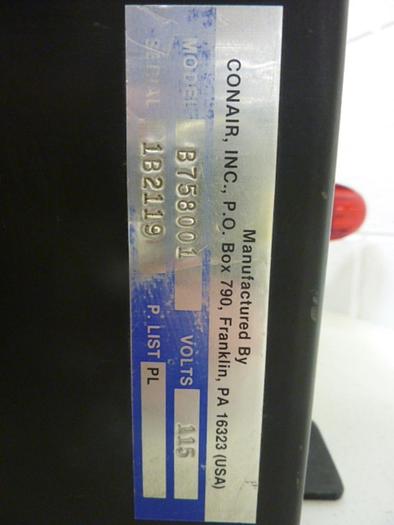 Manufactured By
CONAIR, INC., P.O. Box 790, Franklin, PA 16323 (USA)
MODEL B758001 VOLTS 115
SERIAL 1B2119 P. LIST PL